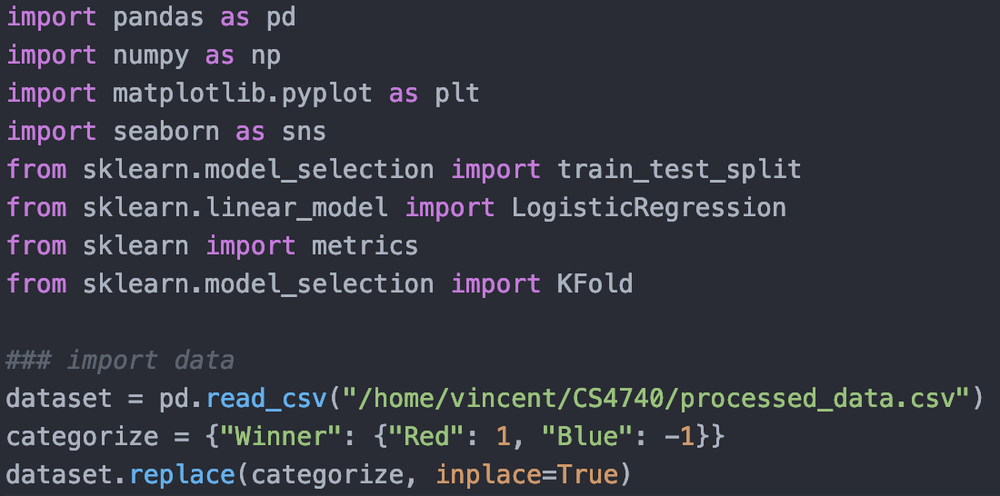 import pandas as pd
import numpy as np
import matplotlib.pyplot as plt
import seaborn as sns
from sklearn.model_selection import train_test_split
from sklearn.linear_model import LogisticRegression
from sklearn import metrics
from sklearn.model_selection import KFold
### import data
dataset = pd.read_csv("/home/vincent/CS4740/processed_data.csv")
categorize = {"Winner": {"Red": 1, "Blue": -1}}
dataset.replace(categorize, inplace=True)